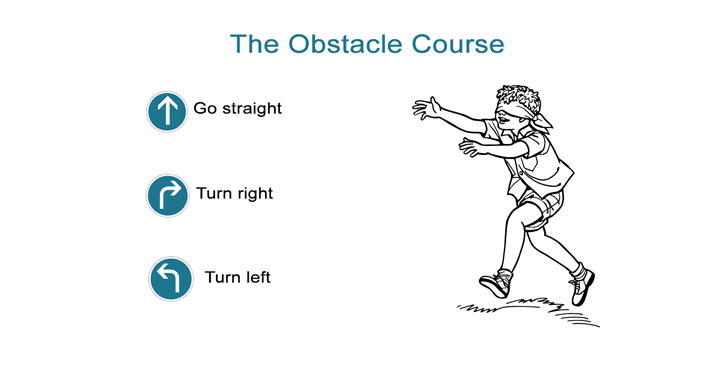 The Obstacle Course
Go straight
Turn right
Turn left